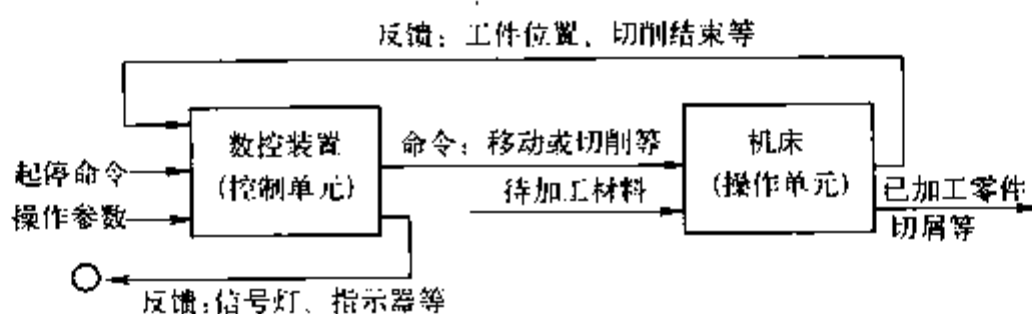 反馈：工件位置、切削结束等
数控装置
(控制单元)
命令：移动或切削等
机床
(操作单元)
起停命令
待加工材料
已加工零件
操作参数
切屑等
反馈:信号灯、指示器等